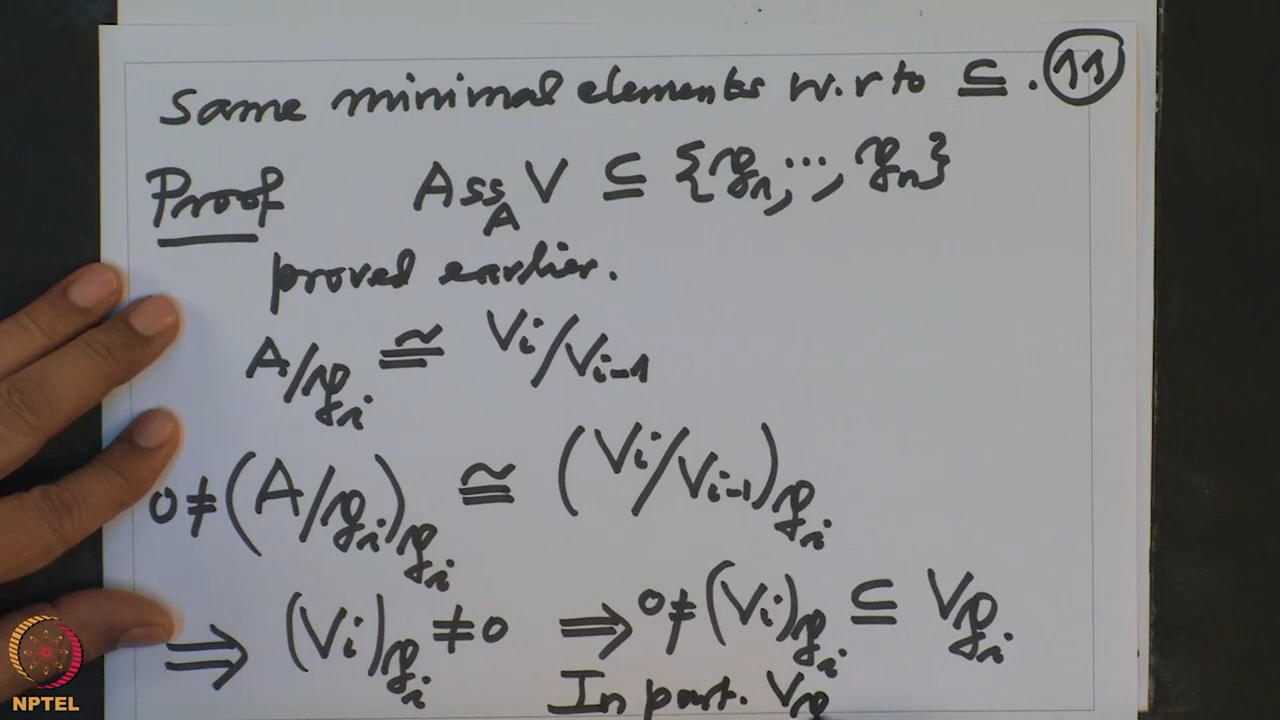 Same minimal elements w.r to ⊆. 11
Proof Ass_A V ⊆ {𝔭_1, ..., 𝔭_n}
proved earlier.
A/𝔭_i ≅ V_i/V_{i-1}
0 ≠ (A/𝔭_i)_{𝔭_i} ≅ (V_i/V_{i-1})_{𝔭_i}
⇒ (V_i)_{𝔭_i} ≠ 0 ⇒ 0 ≠ (V_i)_{𝔭_i} ⊆ V_{𝔭_i}
In part. V_𝔭
NPTEL